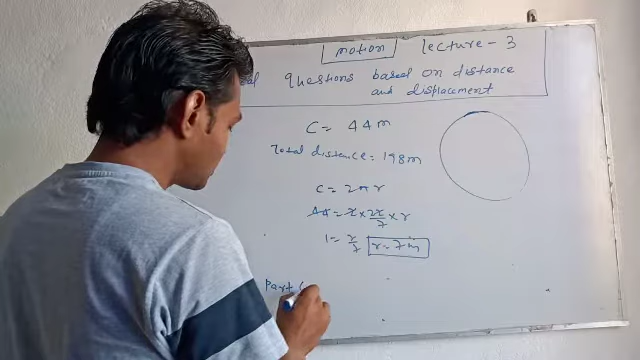 motion lecture - 3
Questions based on distance
and displacement
C = 44m
Total distance = 198m
C = 2πr
44 = 2 × 22/7 × r
1 = r/7 r = 7m
Part (